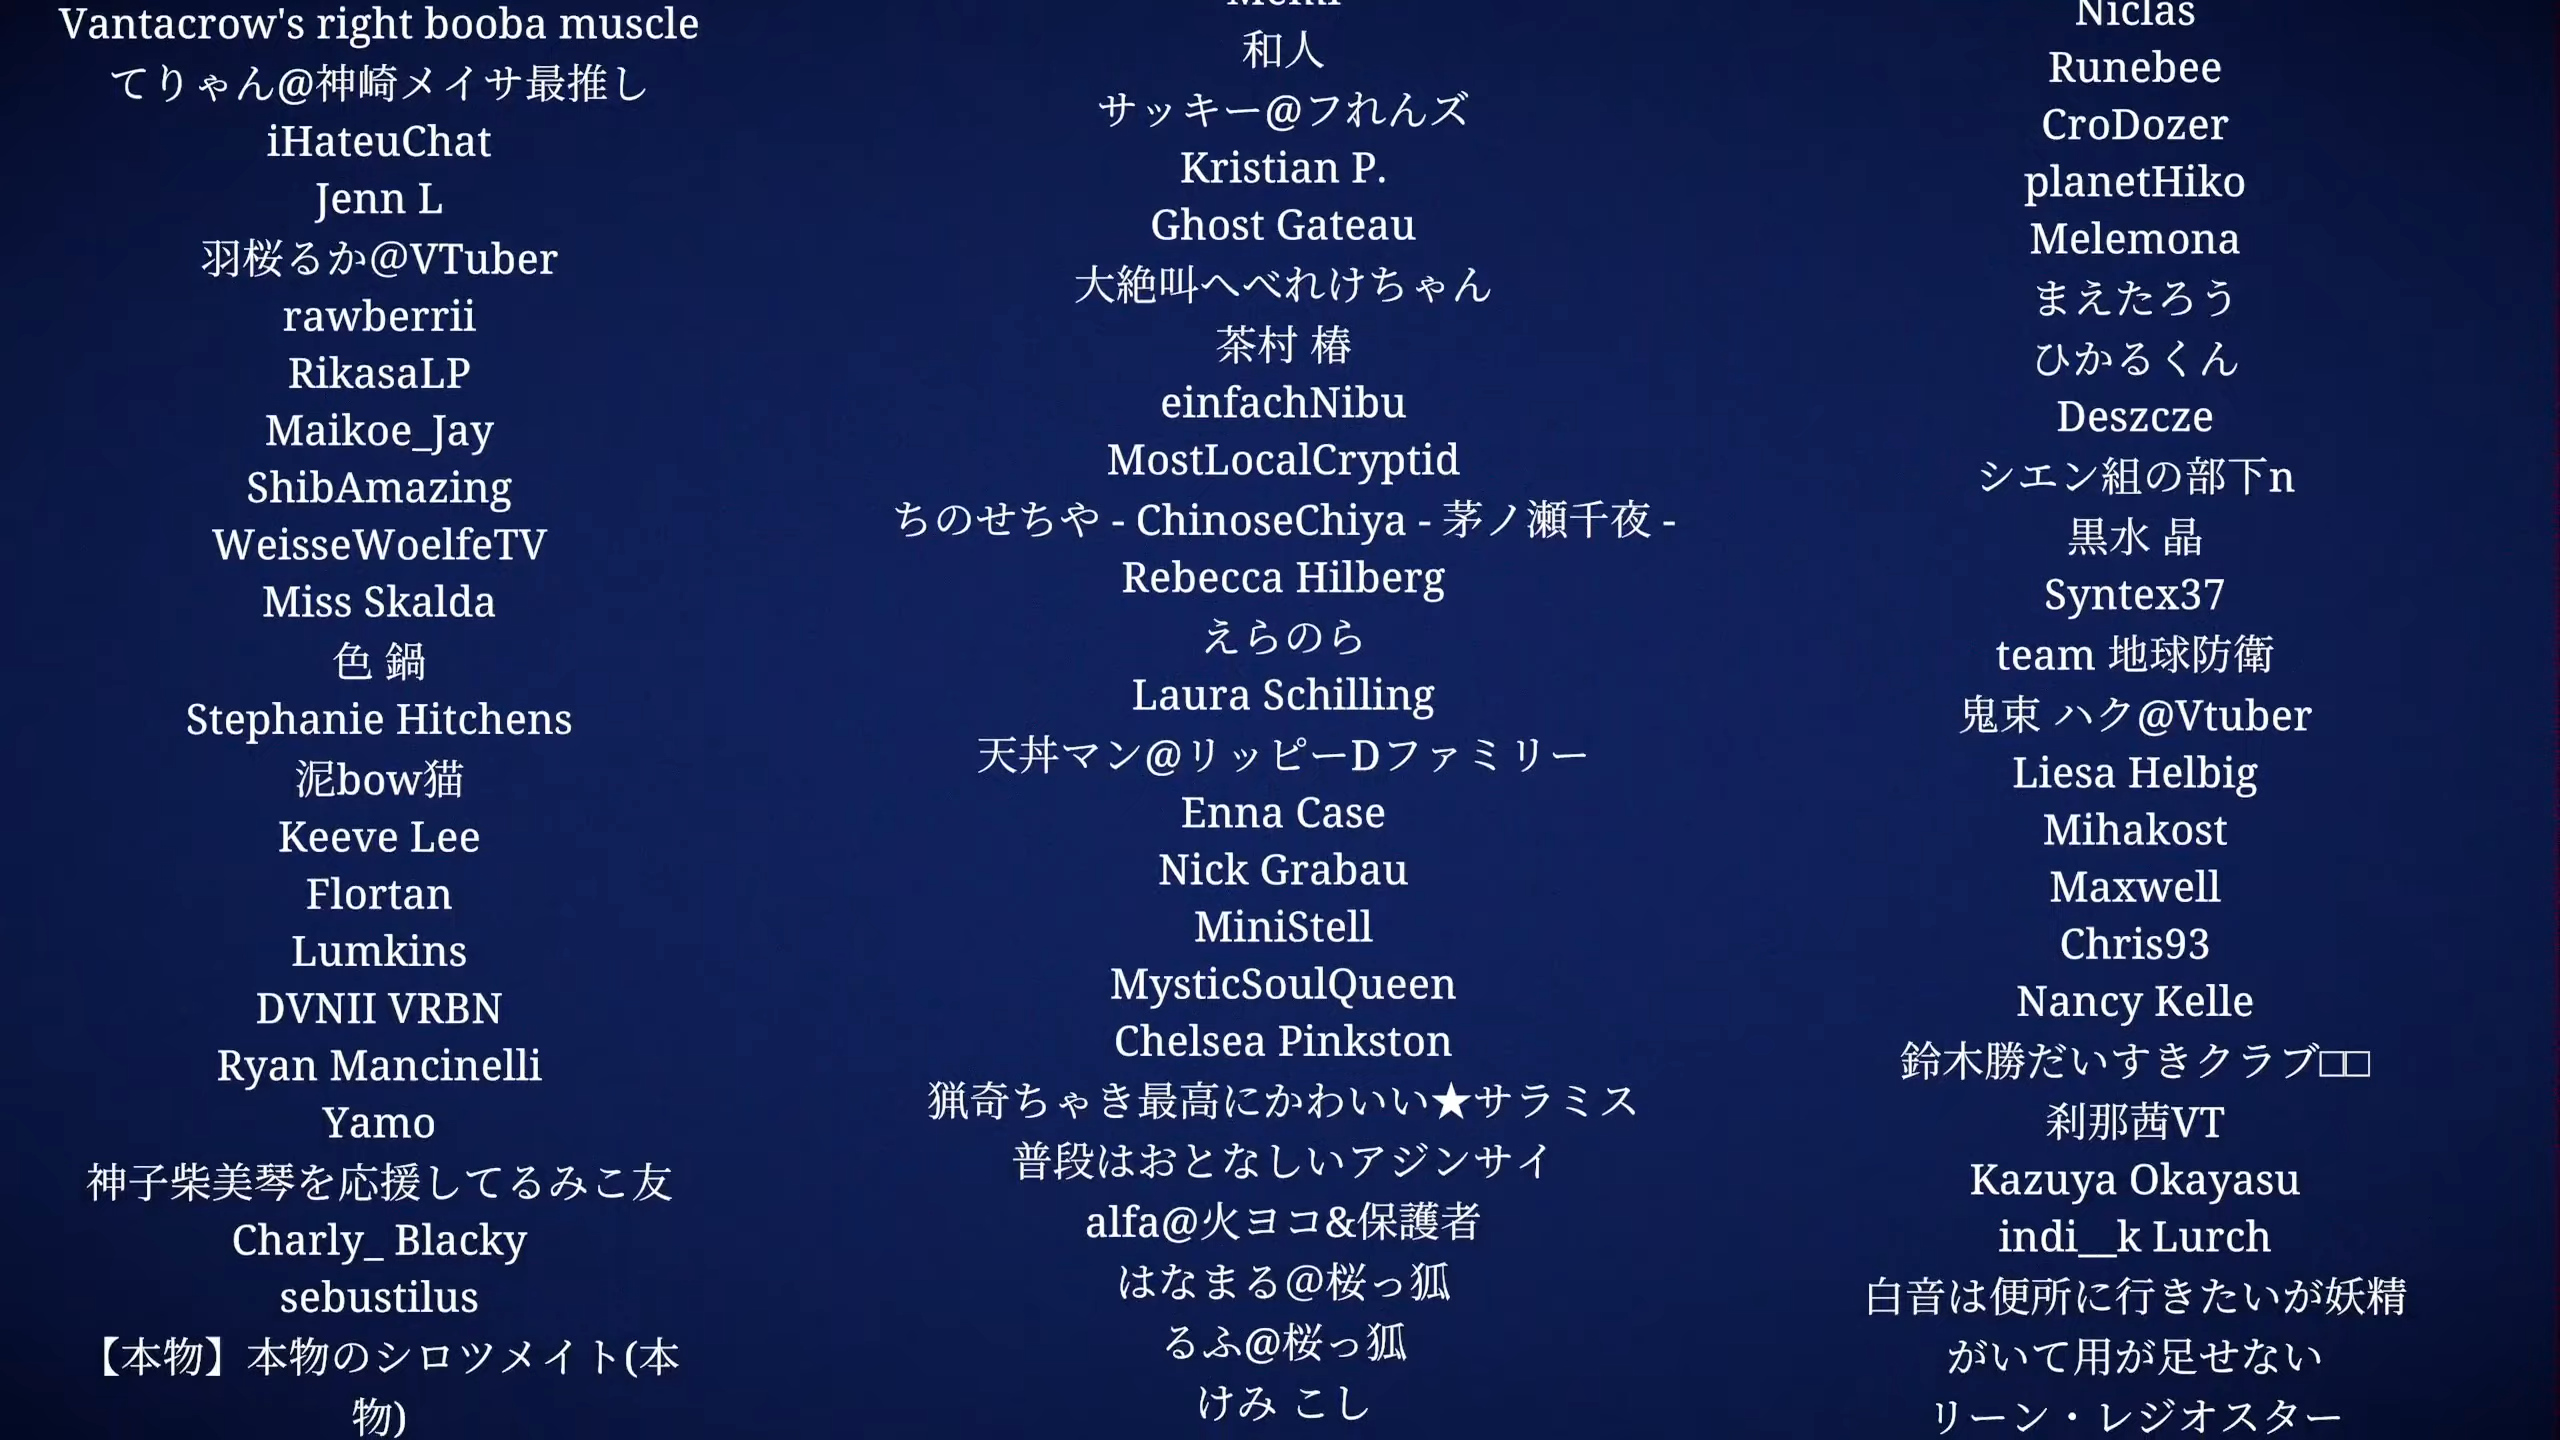 Vantacrow's right booba muscle
てりゃん@神崎メイサ最推し
iHateuChat
Jenn L
羽桜るか@VTuber
rawberrii
RikasaLP
Maikoe_Jay
ShibAmazing
WeisseWoelfeTV
Miss Skalda
色 鍋
Stephanie Hitchens
泥bow猫
Keeve Lee
Flortan
Lumkins
DVNII VRBN
Ryan Mancinelli
Yamo
神子柴美琴を応援してるみこ友
Charly_ Blacky
sebustilus
【本物】本物のシロツメイト(本
物)
和人
サッキー@フれんズ
Kristian P.
Ghost Gateau
大絶叫へべれけちゃん
茶村 椿
einfachNibu
MostLocalCryptid
ちのせちや - ChinoseChiya - 茅ノ瀬千夜 -
Rebecca Hilberg
えらのら
Laura Schilling
天丼マン@リッピーDファミリー
Enna Case
Nick Grabau
MiniStell
MysticSoulQueen
Chelsea Pinkston
猟奇ちゃき最高にかわいい★サラミス
普段はおとなしいアジンサイ
alfa@火ヨコ&保護者
はなまる@桜っ狐
るふ@桜っ狐
けみ こし
Niclas
Runebee
CroDozer
planetHiko
Melemona
まえたろう
ひかるくん
Deszcze
シエン組の部下n
黒水 晶
Syntex37
team 地球防衛
鬼束 ハク@Vtuber
Liesa Helbig
Mihakost
Maxwell
Chris93
Nancy Kelle
鈴木勝だいすきクラブ□□
刹那茜VT
Kazuya Okayasu
indi__k Lurch
白音は便所に行きたいが妖精
がいて用が足せない
リーン・レジオスター